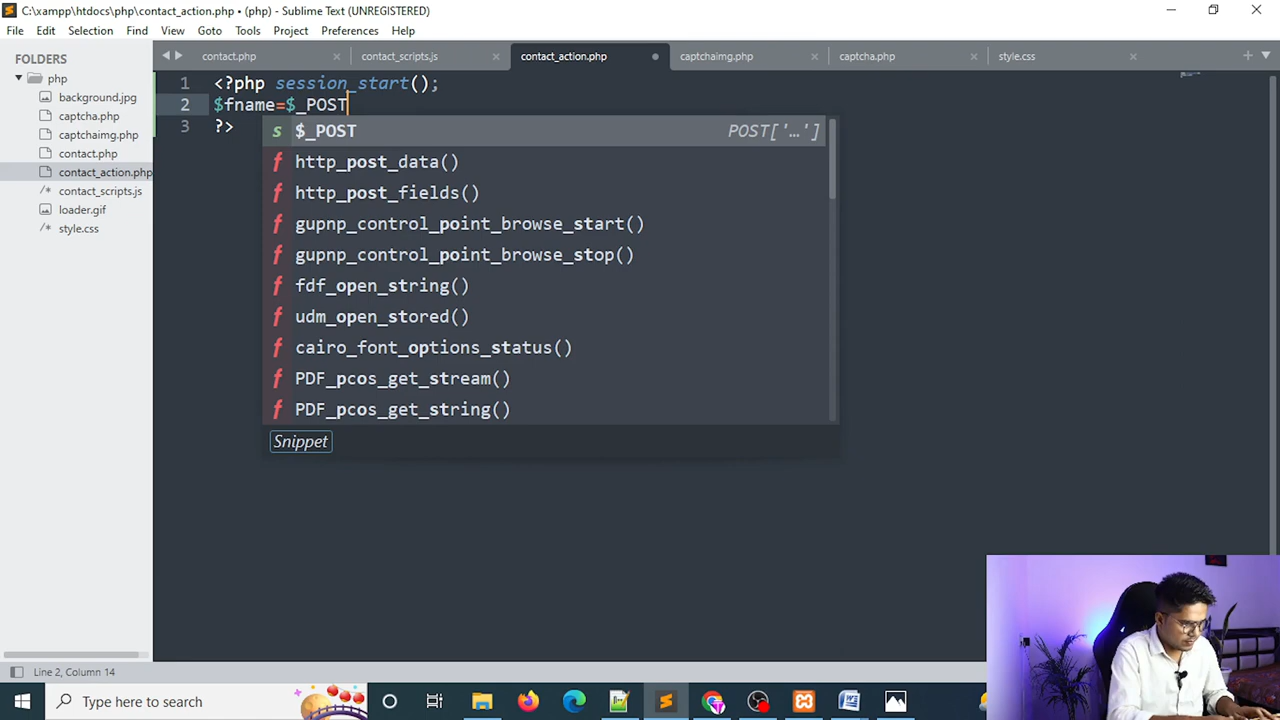 C:\xampp\htdocs\php\contact_action.php • (php) - Sublime Text (UNREGISTERED)
File Edit Selection Find View Goto Tools Project Preferences Help
FOLDERS
php
background.jpg
captcha.php
captchaimg.php
contact.php
contact_action.php
contact_scripts.js
loader.gif
style.css
contact.php contact_scripts.js contact_action.php captchaimg.php captcha.php style.css
1 <?php session_start();
2 $fname=$_POST
3 ?>
s $_POST POST['…']
f http_post_data()
f http_post_fields()
f gupnp_control_point_browse_start()
f gupnp_control_point_browse_stop()
f fdf_open_string()
f udm_open_stored()
f cairo_font_options_status()
f PDF_pcos_get_stream()
f PDF_pcos_get_string()
Snippet
Line 2, Column 14
Type here to search